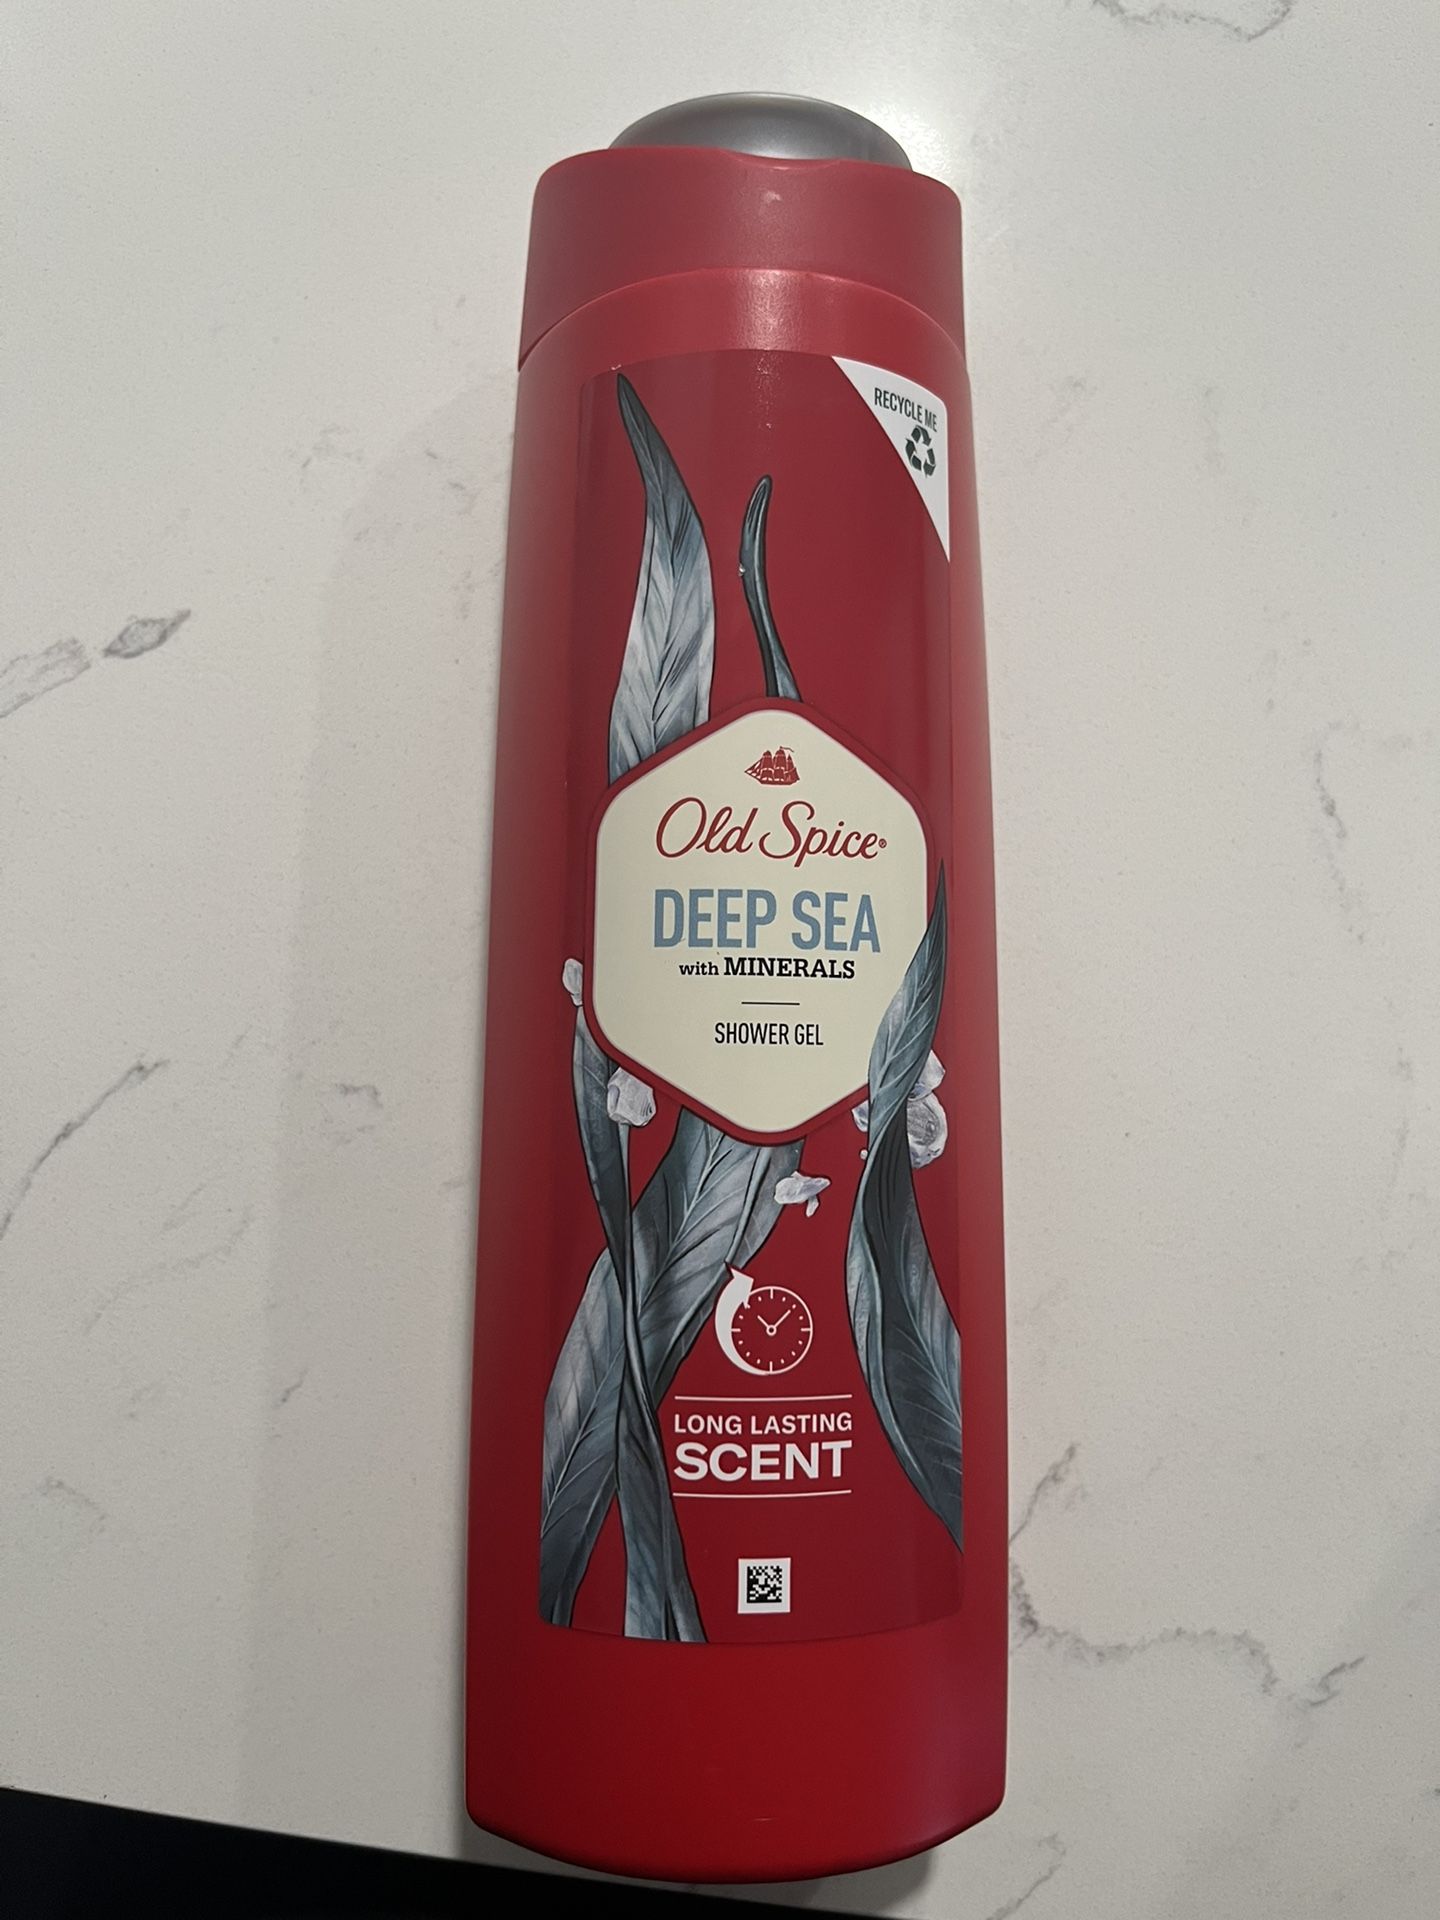 RECYCLE ME
Old Spice®
DEEP SEA
with MINERALS
SHOWER GEL
LONG LASTING
SCENT